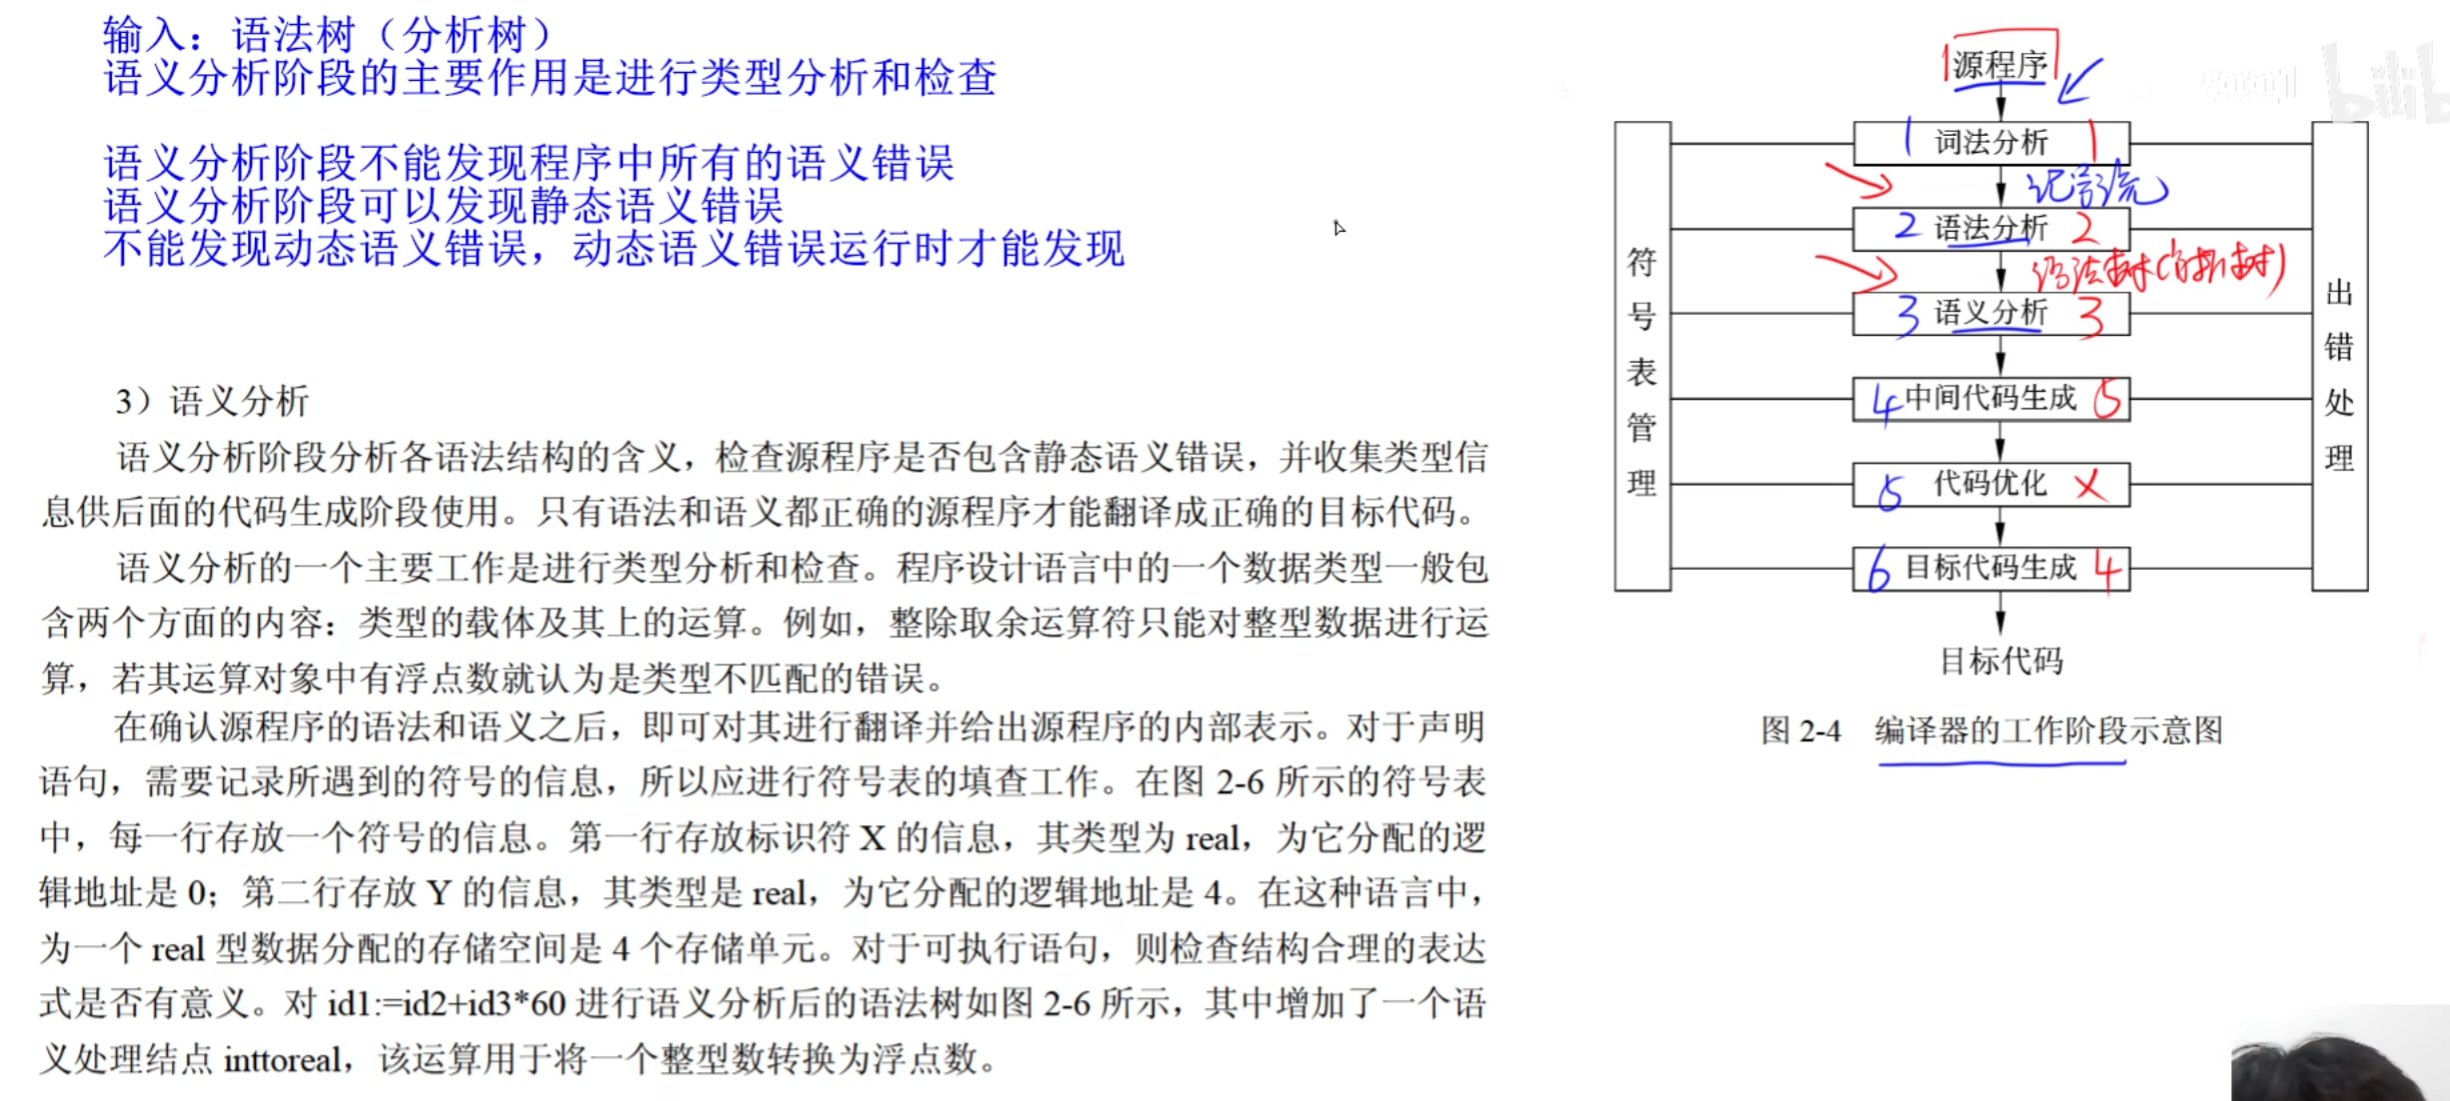 输入：语法树（分析树）
语义分析阶段的主要作用是进行类型分析和检查
语义分析阶段不能发现程序中所有的语义错误
语义分析阶段可以发现静态语义错误
不能发现动态语义错误，动态语义错误运行时才能发现
3）语义分析
语义分析阶段分析各语法结构的含义，检查源程序是否包含静态语义错误，并收集类型信
息供后面的代码生成阶段使用。只有语法和语义都正确的源程序才能翻译成正确的目标代码。
语义分析的一个主要工作是进行类型分析和检查。程序设计语言中的一个数据类型一般包
含两个方面的内容：类型的载体及其上的运算。例如，整除取余运算符只能对整型数据进行运
算，若其运算对象中有浮点数就认为是类型不匹配的错误。
在确认源程序的语法和语义之后，即可对其进行翻译并给出源程序的内部表示。对于声明
语句，需要记录所遇到的符号的信息，所以应进行符号表的填查工作。在图 2-6 所示的符号表
中，每一行存放一个符号的信息。第一行存放标识符 X 的信息，其类型为 real，为它分配的逻
辑地址是 0；第二行存放 Y 的信息，其类型是 real，为它分配的逻辑地址是 4。在这种语言中，
为一个 real 型数据分配的存储空间是 4 个存储单元。对于可执行语句，则检查结构合理的表达
式是否有意义。对 id1:=id2+id3*60 进行语义分析后的语法树如图 2-6 所示，其中增加了一个语
义处理结点 inttoreal，该运算用于将一个整型数转换为浮点数。
源程序
1 词法分析 1
记号流
2 语法分析 2
语法树(分析树)
3 语义分析 3
4 中间代码生成 5
5 代码优化 X
6 目标代码生成 4
目标代码
符号表管理
出错处理
图 2-4 编译器的工作阶段示意图